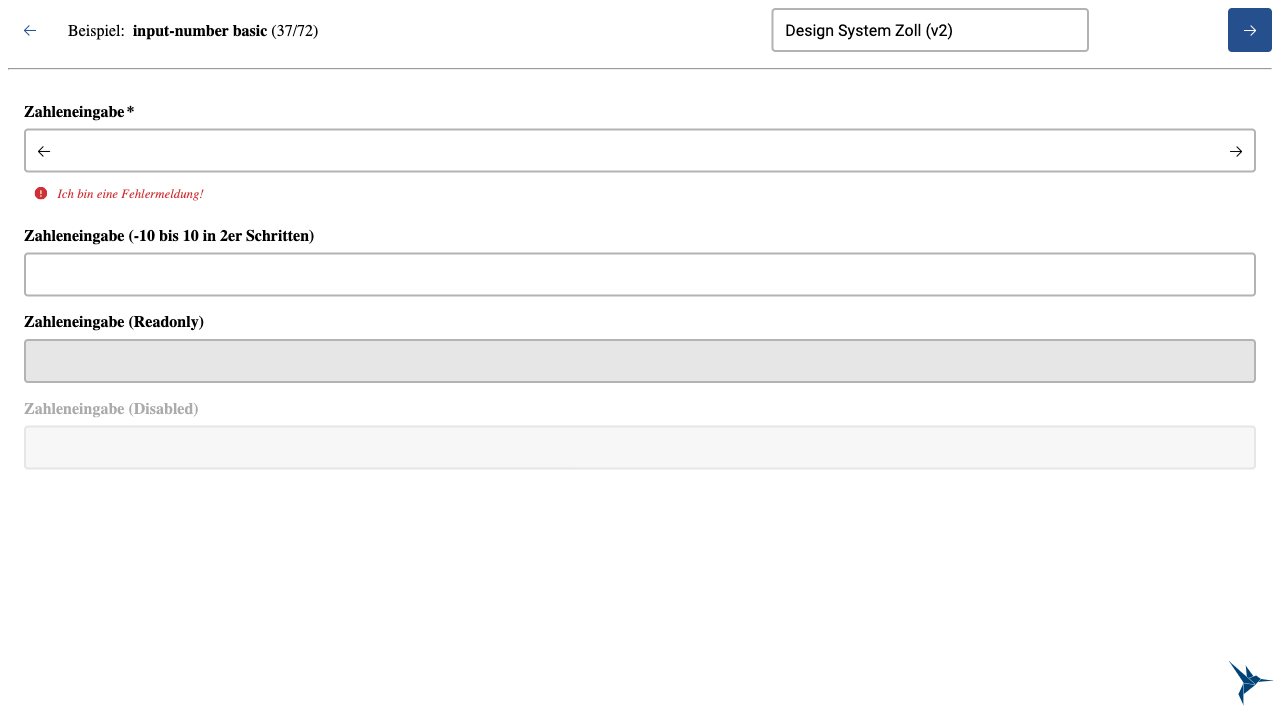 Beispiel: input-number basic (37/72)
Design System Zoll (v2)
Zahleneingabe*
Ich bin eine Fehlermeldung!
Zahleneingabe (-10 bis 10 in 2er Schritten)
Zahleneingabe (Readonly)
Zahleneingabe (Disabled)